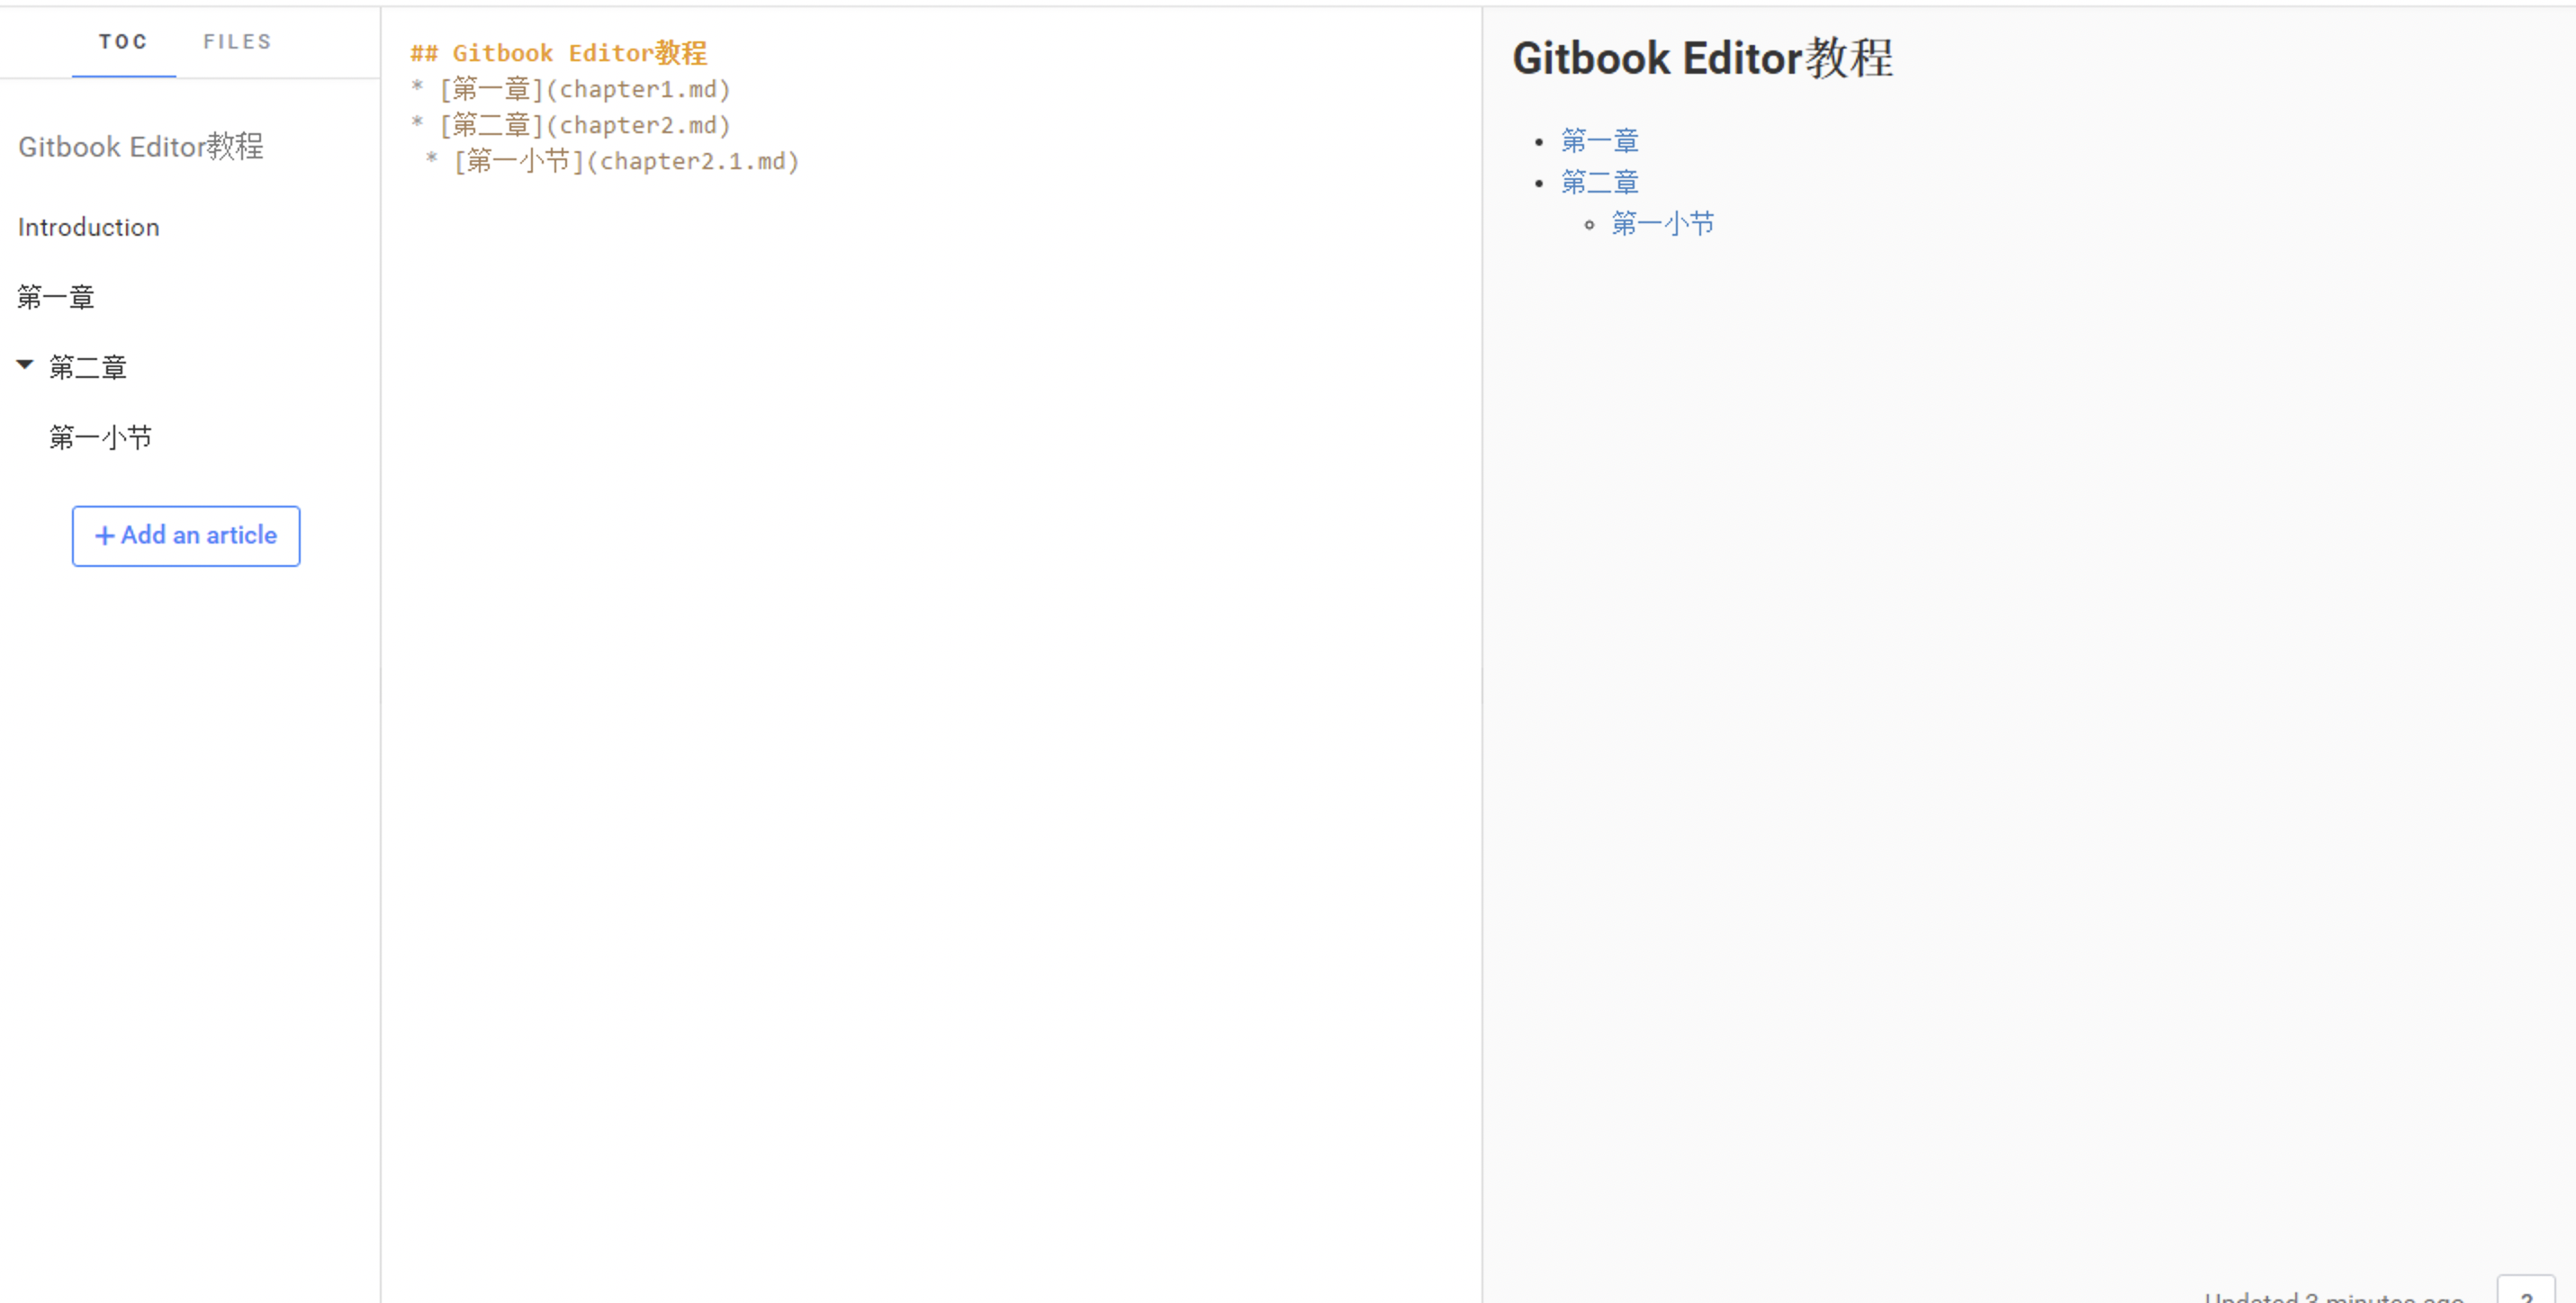 TOC FILES
Gitbook Editor教程
Introduction
第一章
第二章
第一小节
+ Add an article
## Gitbook Editor教程
* [第一章](chapter1.md)
* [第二章](chapter2.md)
* [第一小节](chapter2.1.md)
Gitbook Editor教程
• 第一章
• 第二章
◦ 第一小节
Updated 3 minutes ago ?